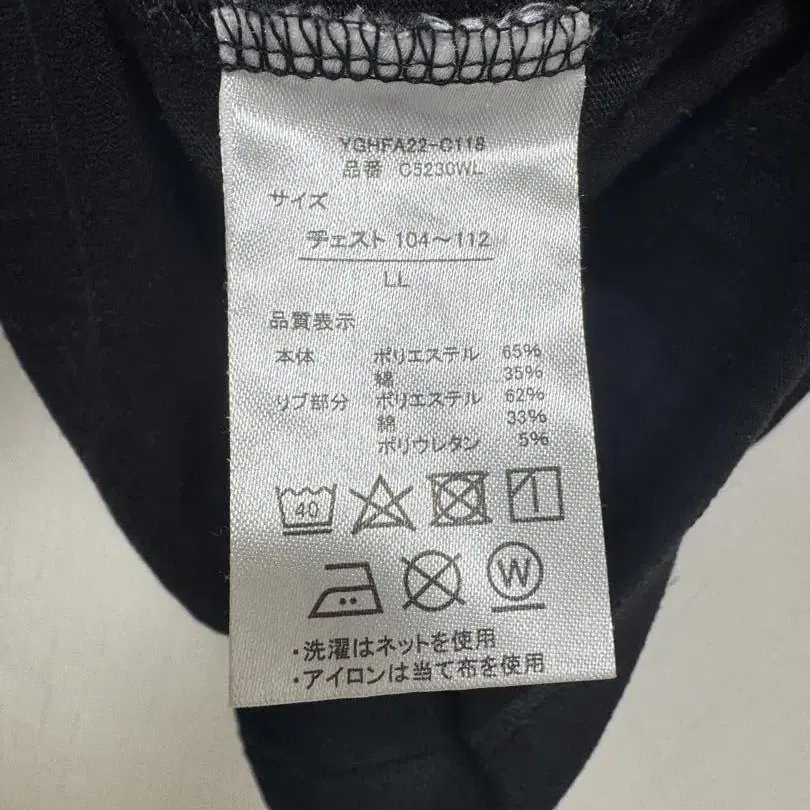 YGHFA22-C118
品番 C5230WL
サイズ
チェスト 104～112
LL
品質表示
本体 ポリエステル 65%
綿 35%
リブ部分 ポリエステル 62%
綿 33%
ポリウレタン 5%
40
W
・洗濯はネットを使用
・アイロンは当て布を使用